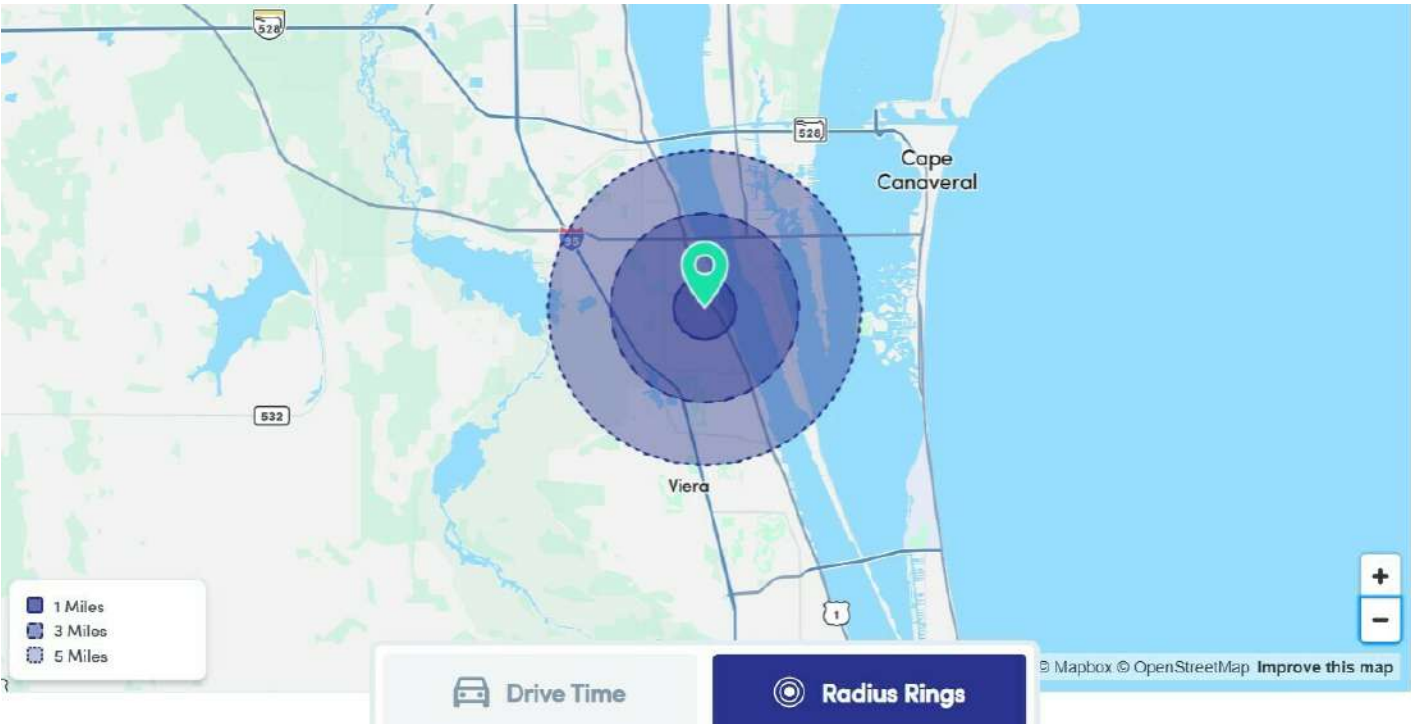 528
528
Cape
Canaveral
95
532
Viera
1 Miles
3 Miles
5 Miles
1
+
−
© Mapbox © OpenStreetMap Improve this map
Drive Time
Radius Rings